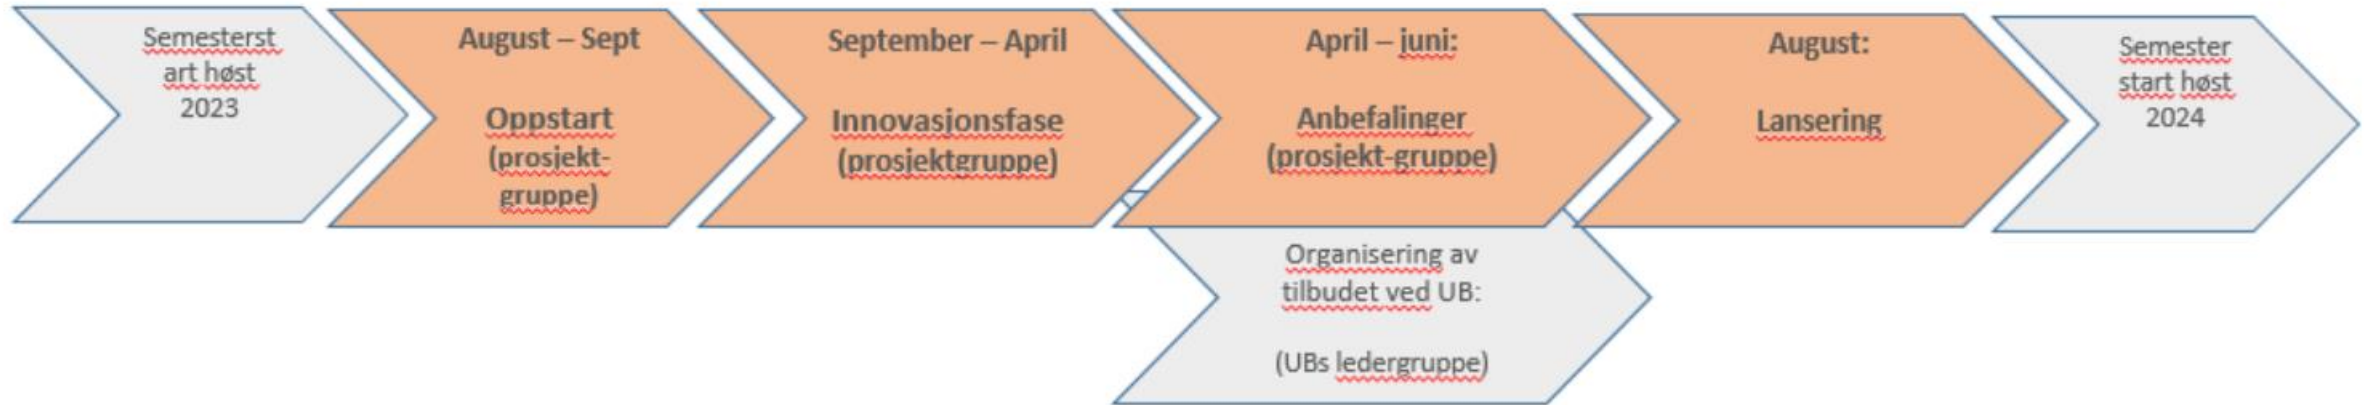 Semesterst
art høst
2023
August – Sept
Oppstart
(prosjekt-
gruppe)
September – April
Innovasjonsfase
(prosjektgruppe)
April – juni:
Anbefalinger
(prosjekt-gruppe)
Organisering av
tilbudet ved UB:
(UBs ledergruppe)
August:
Lansering
Semester
start høst
2024